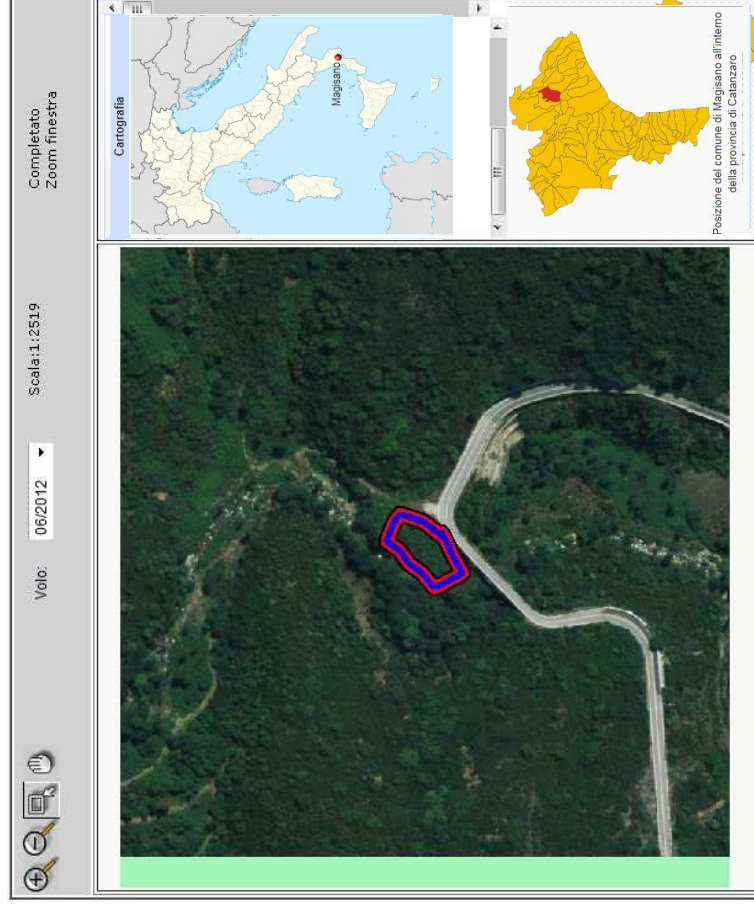 Volo:
06/2012
Scala:1:2519
Completato
Zoom finestra
Cartografia
Magisano
Posizione del comune di Magisano all'interno
della provincia di Catanzaro